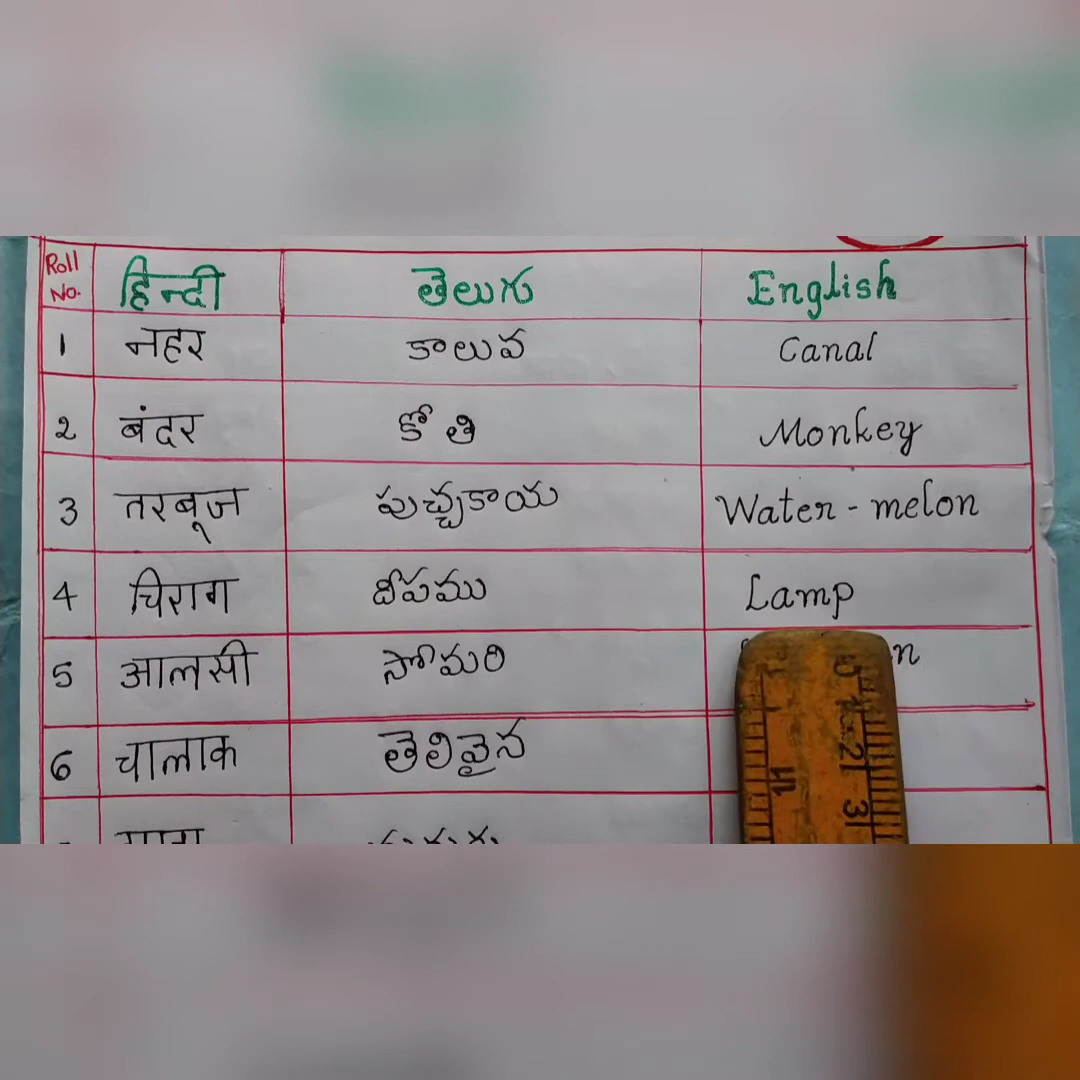 Roll No. हिन्दी తెలుగు English
1 नहर కాలువ Canal
2 बंदर కోతి Monkey
3 तरबूज పుచ్చకాయ Water - melon
4 चिराग దీపము Lamp
5 आलसी సోమరి
6 चालाक తెలివైన